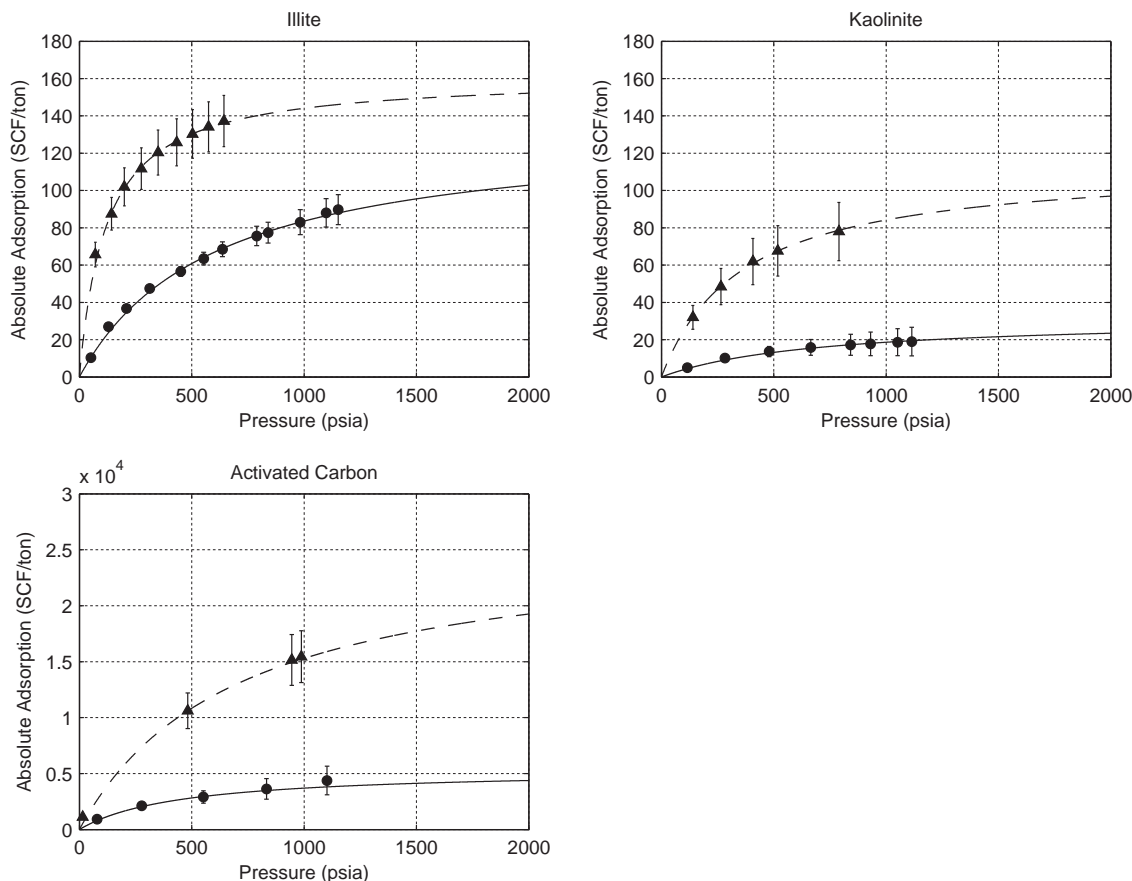 Illite
Absolute Adsorption (SCF/ton)
180
160
140
120
100
80
60
40
20
0
0 500 1000 1500 2000
Pressure (psia)
Kaolinite
Absolute Adsorption (SCF/ton)
180
160
140
120
100
80
60
40
20
0
0 500 1000 1500 2000
Pressure (psia)
x 10^4
Activated Carbon
Absolute Adsorption (SCF/ton)
3
2.5
2
1.5
1
0.5
0
0 500 1000 1500 2000
Pressure (psia)